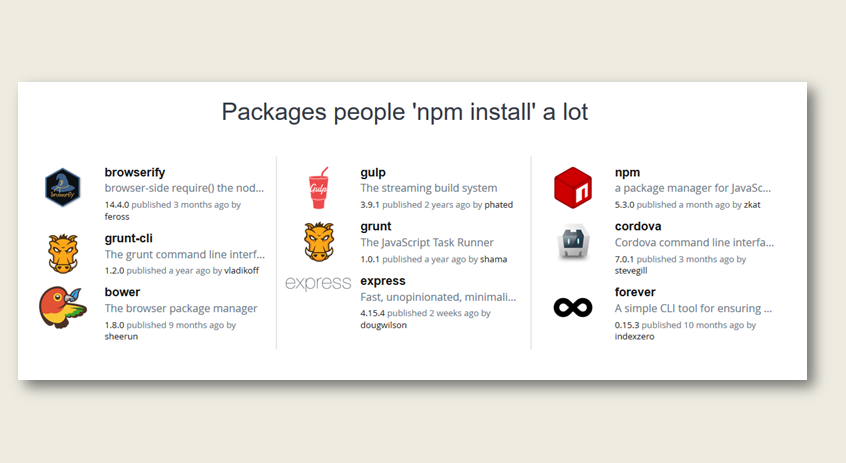 Packages people 'npm install' a lot
browserify
browser-side require() the nod...
14.4.0 published 3 months ago by
feross
grunt-cli
The grunt command line interf...
1.2.0 published a year ago by vladikoff
bower
The browser package manager
1.8.0 published 9 months ago by
sheerun
Gulp
gulp
The streaming build system
3.9.1 published 2 years ago by phated
grunt
The JavaScript Task Runner
1.0.1 published a year ago by shama
express
express
Fast, unopinionated, minimali...
4.15.4 published 2 weeks ago by
dougwilson
n
npm
a package manager for JavaSc...
5.3.0 published a month ago by zkat
cordova
Cordova command line interfa...
7.0.1 published 3 months ago by
stevegill
forever
A simple CLI tool for ensuring ...
0.15.3 published 10 months ago by
indexzero